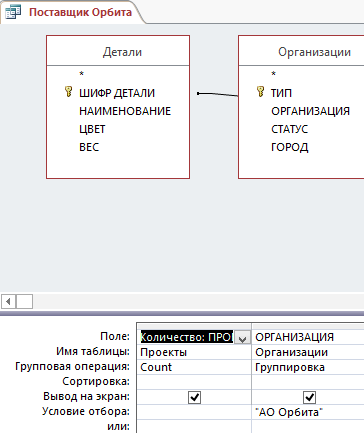 Поставщик Орбита
Детали
*
ШИФР ДЕТАЛИ
НАИМЕНОВАНИЕ
ЦВЕТ
ВЕС
Организации
*
ТИП
ОРГАНИЗАЦИЯ
СТАТУС
ГОРОД
Поле: Количество: ПРО ОРГАНИЗАЦИЯ
Имя таблицы: Проекты Организации
Групповая операция: Count Группировка
Сортировка:
Вывод на экран:
Условие отбора: "АО Орбита"
или: